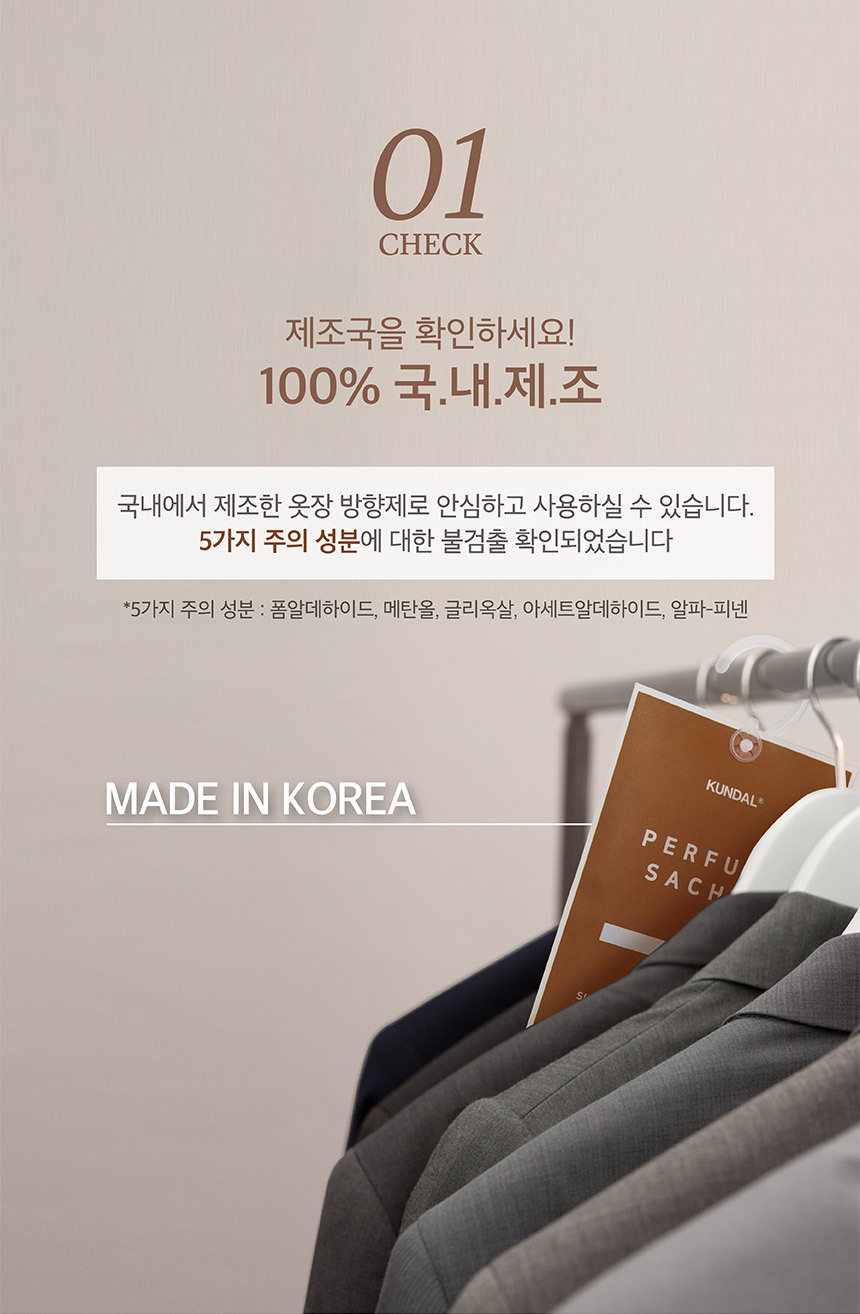 01
CHECK
제조국을 확인하세요!
100% 국.내.제.조
국내에서 제조한 옷장 방향제로 안심하고 사용하실 수 있습니다.
5가지 주의 성분에 대한 불검출 확인되었습니다
*5가지 주의 성분 : 폼알데하이드, 메탄올, 글리옥살, 아세트알데하이드, 알파-피넨
MADE IN KOREA
KUNDAL®
PERFU
SACH